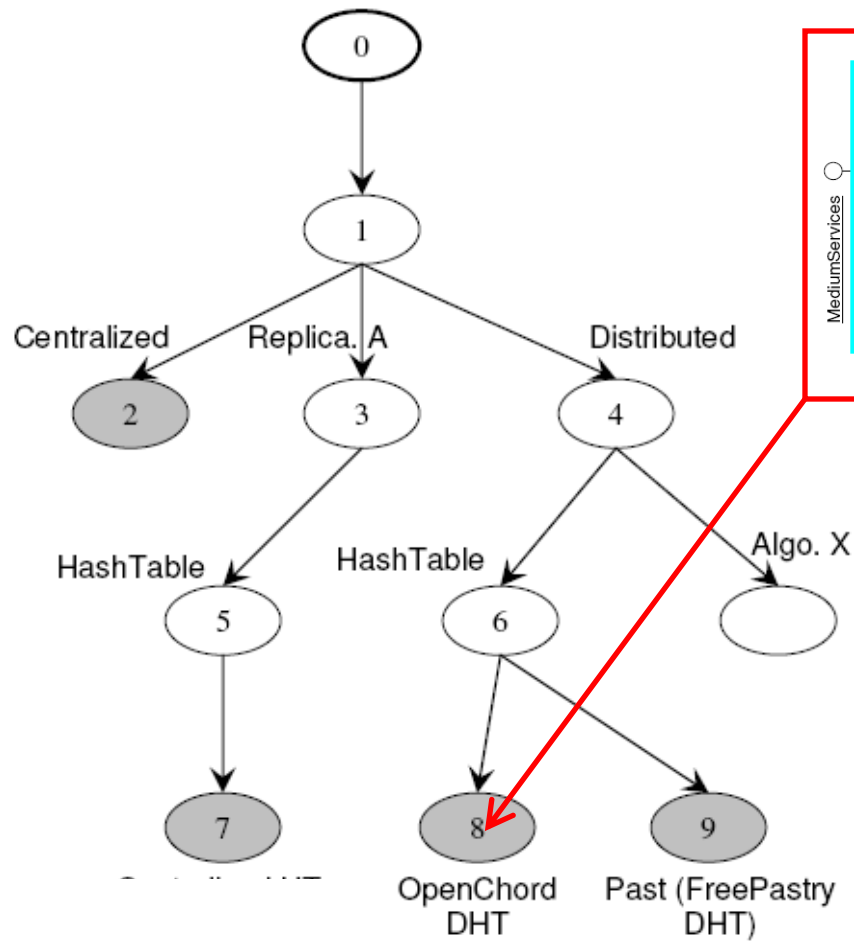 0
1
MediumServices
Centralized
Replica. A
Distributed
2
3
4
HashTable
HashTable
Algo. X
5
6
7
8
9
OpenChord
DHT
Past (FreePastry
DHT)